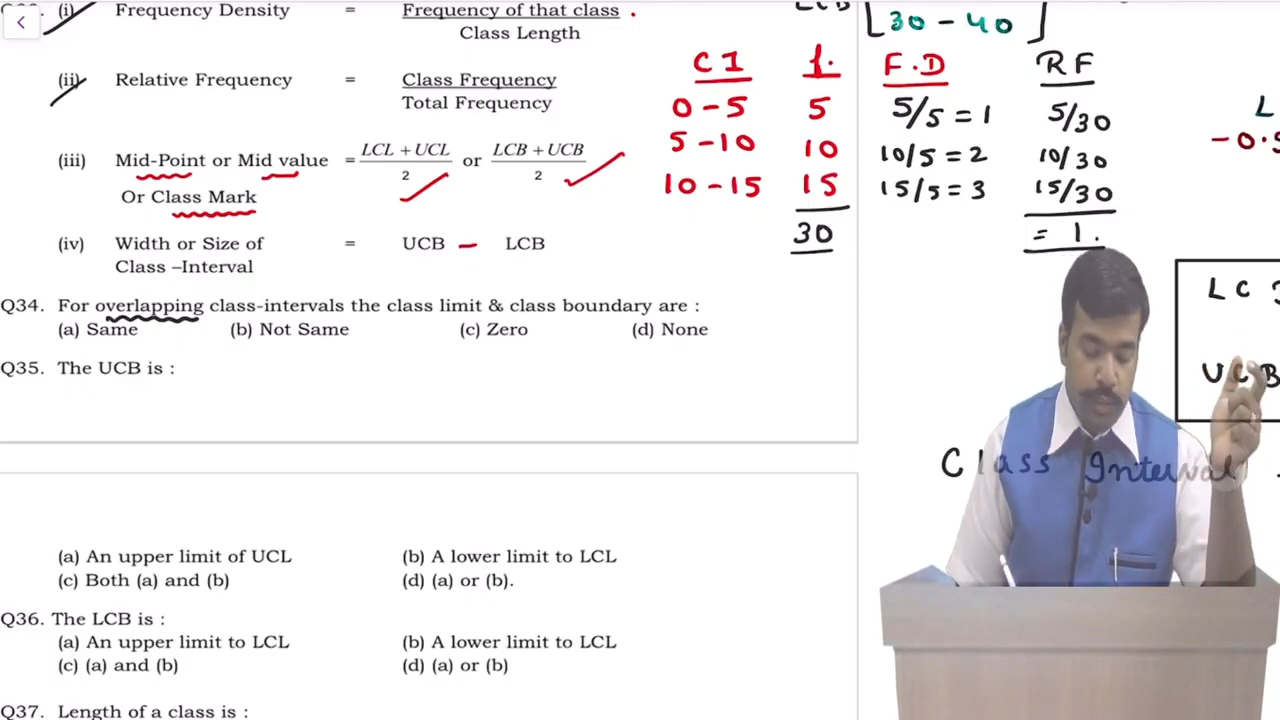 (i) Frequency Density = Frequency of that class .
Class Length
(ii) Relative Frequency = Class Frequency
Total Frequency
(iii) Mid-Point or Mid value = LCL + UCL / 2 or LCB + UCB / 2
Or Class Mark
(iv) Width or Size of = UCB – LCB
Class –Interval
Q34. For overlapping class-intervals the class limit & class boundary are :
(a) Same (b) Not Same (c) Zero (d) None
Q35. The UCB is :
(a) An upper limit of UCL (b) A lower limit to LCL
(c) Both (a) and (b) (d) (a) or (b).
Q36. The LCB is :
(a) An upper limit to LCL (b) A lower limit to LCL
(c) (a) and (b) (d) (a) or (b)
Q37. Length of a class is :
[30 - 40]
C I f. F.D RF
0 - 5 5 5/5 = 1 5/30
5 - 10 10 10/5 = 2 10/30
10 - 15 15 15/5 = 3 15/30
30 = 1.
L
- 0.5
L C
U C B
Class Interval